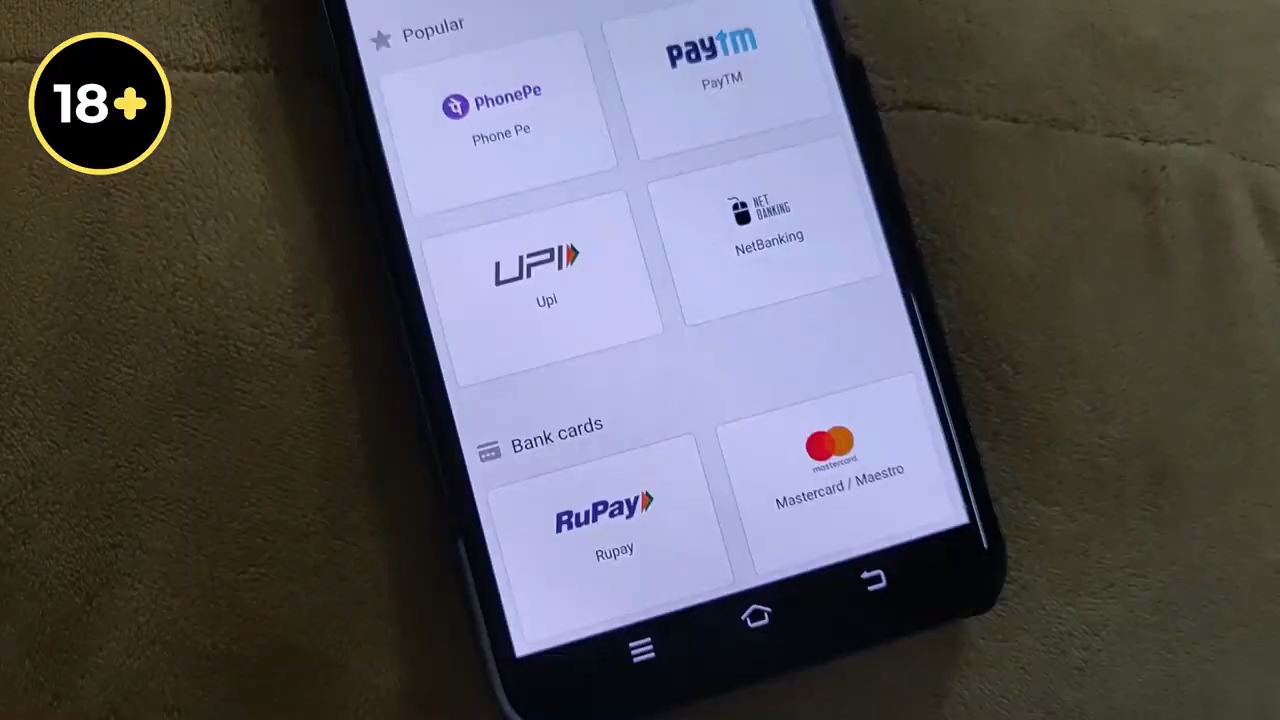 18+
Popular
PhonePe
Phone Pe
paytm
PayTM
UPI
Upi
NET
BANKING
NetBanking
Bank cards
RuPay
Rupay
mastercard
Mastercard / Maestro